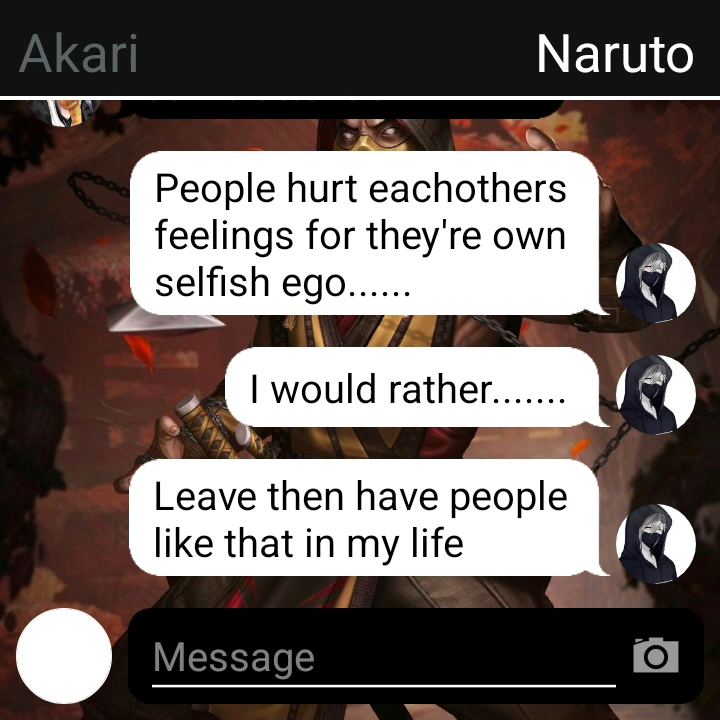 Akari
Naruto
People hurt eachothers
feelings for they're own
selfish ego......
I would rather.......
Leave then have people
like that in my life
Message